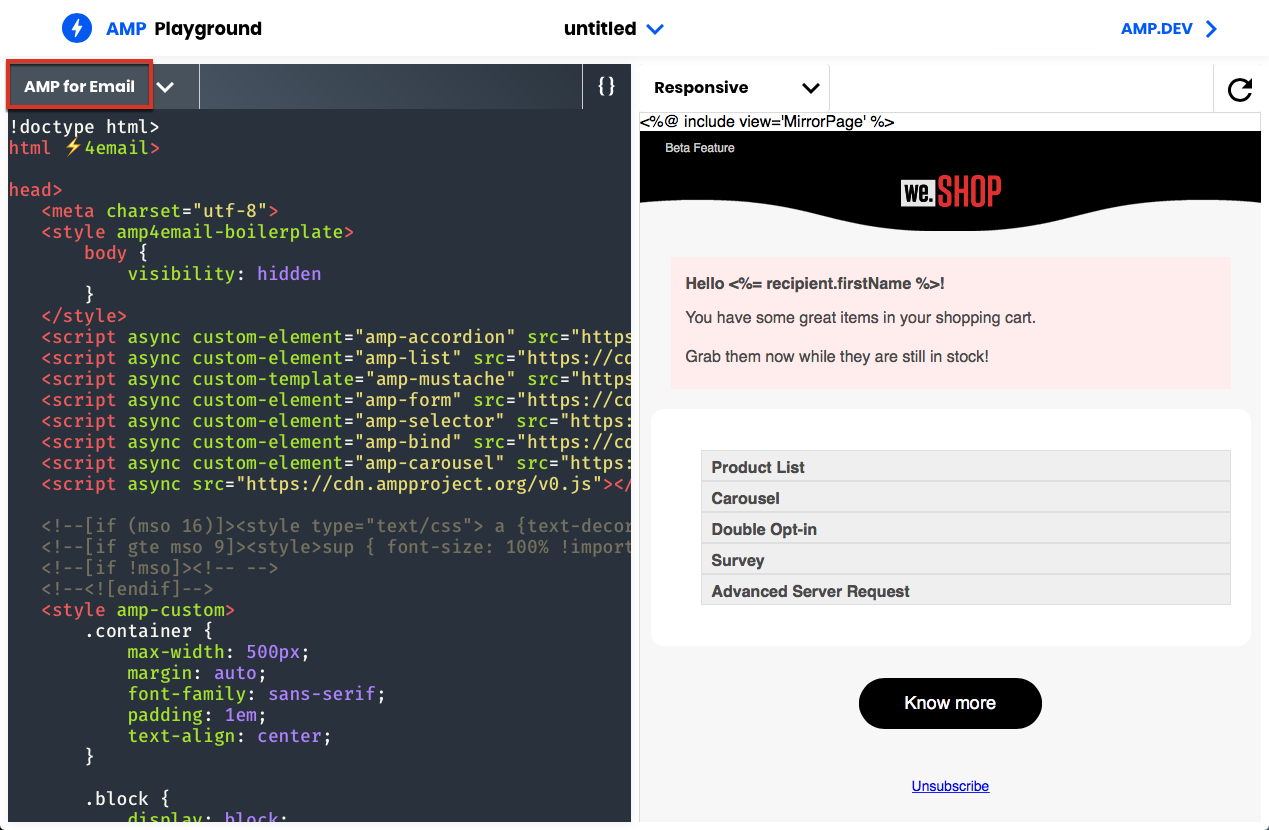 AMP Playground
untitled
AMP.DEV
AMP for Email
{}
!doctype html>
html ⚡4email>
head>
<meta charset="utf-8">
<style amp4email-boilerplate>
body {
visibility: hidden
}
</style>
<script async custom-element="amp-accordion" src="https
<script async custom-element="amp-list" src="https://cd
<script async custom-template="amp-mustache" src="https
<script async custom-element="amp-form" src="https://cd
<script async custom-element="amp-selector" src="https:
<script async custom-element="amp-bind" src="https://cd
<script async custom-element="amp-carousel" src="https:
<script async src="https://cdn.ampproject.org/v0.js"></
<!--[if (mso 16)]><style type="text/css"> a {text-decor
<!--[if gte mso 9]><style>sup { font-size: 100% !import
<!--[if !mso]><!-- -->
<!--<![endif]-->
<style amp-custom>
.container {
max-width: 500px;
margin: auto;
font-family: sans-serif;
padding: 1em;
text-align: center;
}
.block {
display: block;
Responsive
<%@ include view='MirrorPage' %>
Beta Feature
we.SHOP
Hello <%= recipient.firstName %>!
You have some great items in your shopping cart.
Grab them now while they are still in stock!
Product List
Carousel
Double Opt-in
Survey
Advanced Server Request
Know more
Unsubscribe